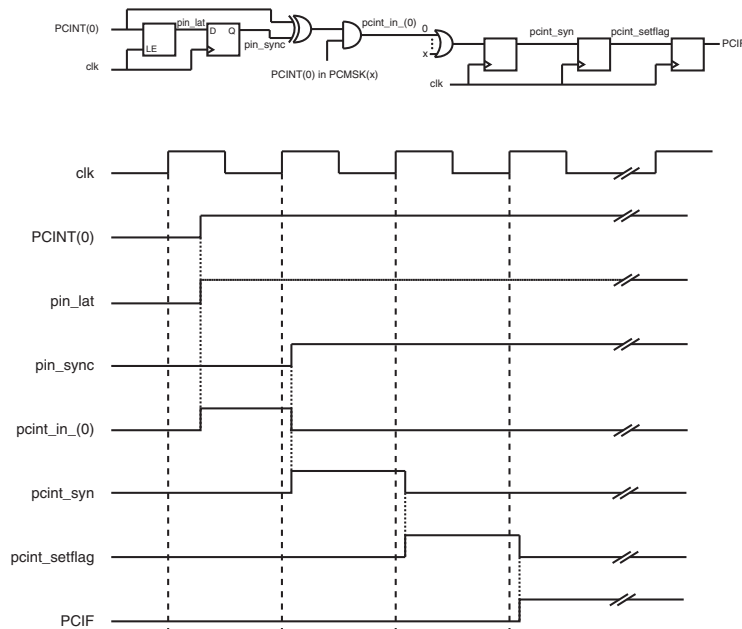 PCINT(0)
pin_lat
LE
D Q
pin_sync
clk
PCINT(0) in PCMSK(x)
pcint_in_(0)
0
x
clk
pcint_syn
pcint_setflag
PCIF
clk
PCINT(0)
pin_lat
pin_sync
pcint_in_(0)
pcint_syn
pcint_setflag
PCIF